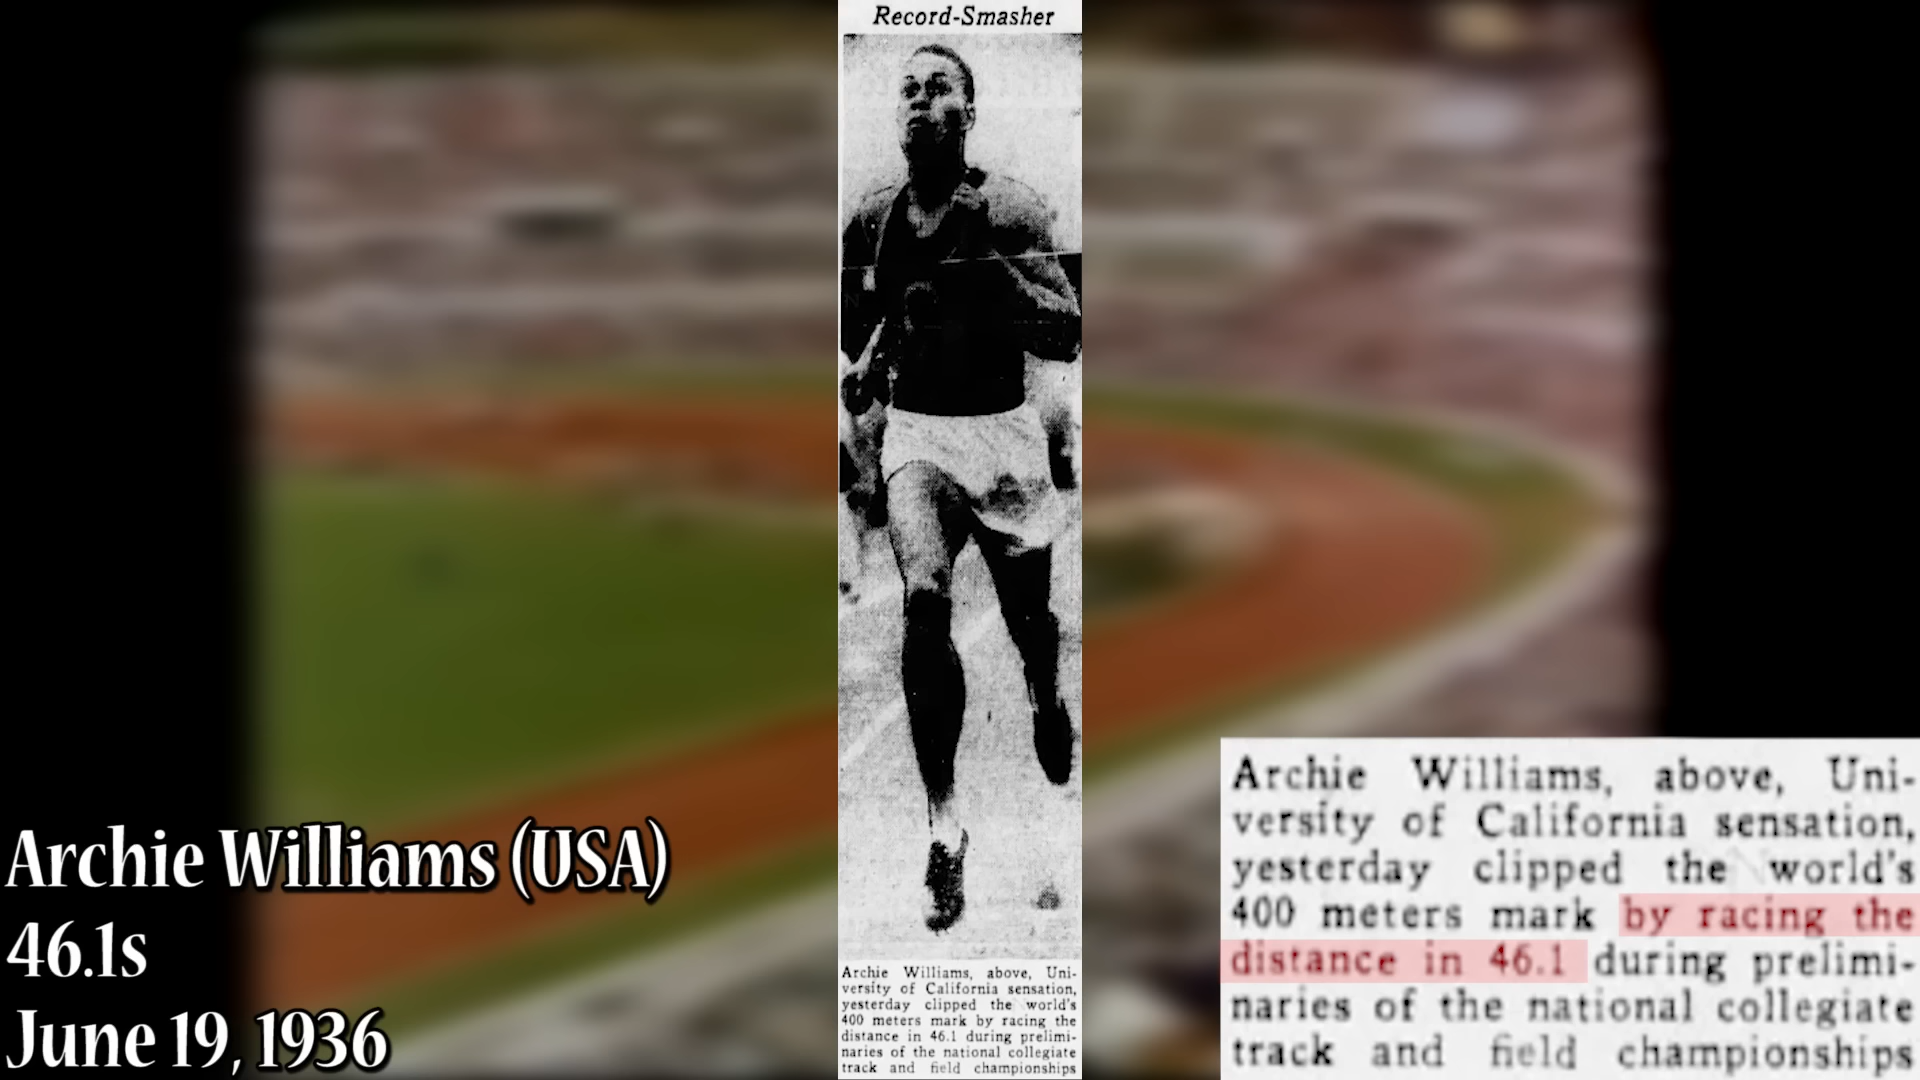 Record-Smasher
Archie Williams, above, Uni-
versity of California sensation,
yesterday clipped the world's
400 meters mark by racing the
distance in 46.1 during prelimi-
naries of the national collegiate
track and field championships
Archie Williams (USA)
46.1s
June 19, 1936
Archie Williams, above, Uni-
versity of California sensation,
yesterday clipped the world's
400 meters mark by racing the
distance in 46.1 during prelimi-
naries of the national collegiate
track and field championships